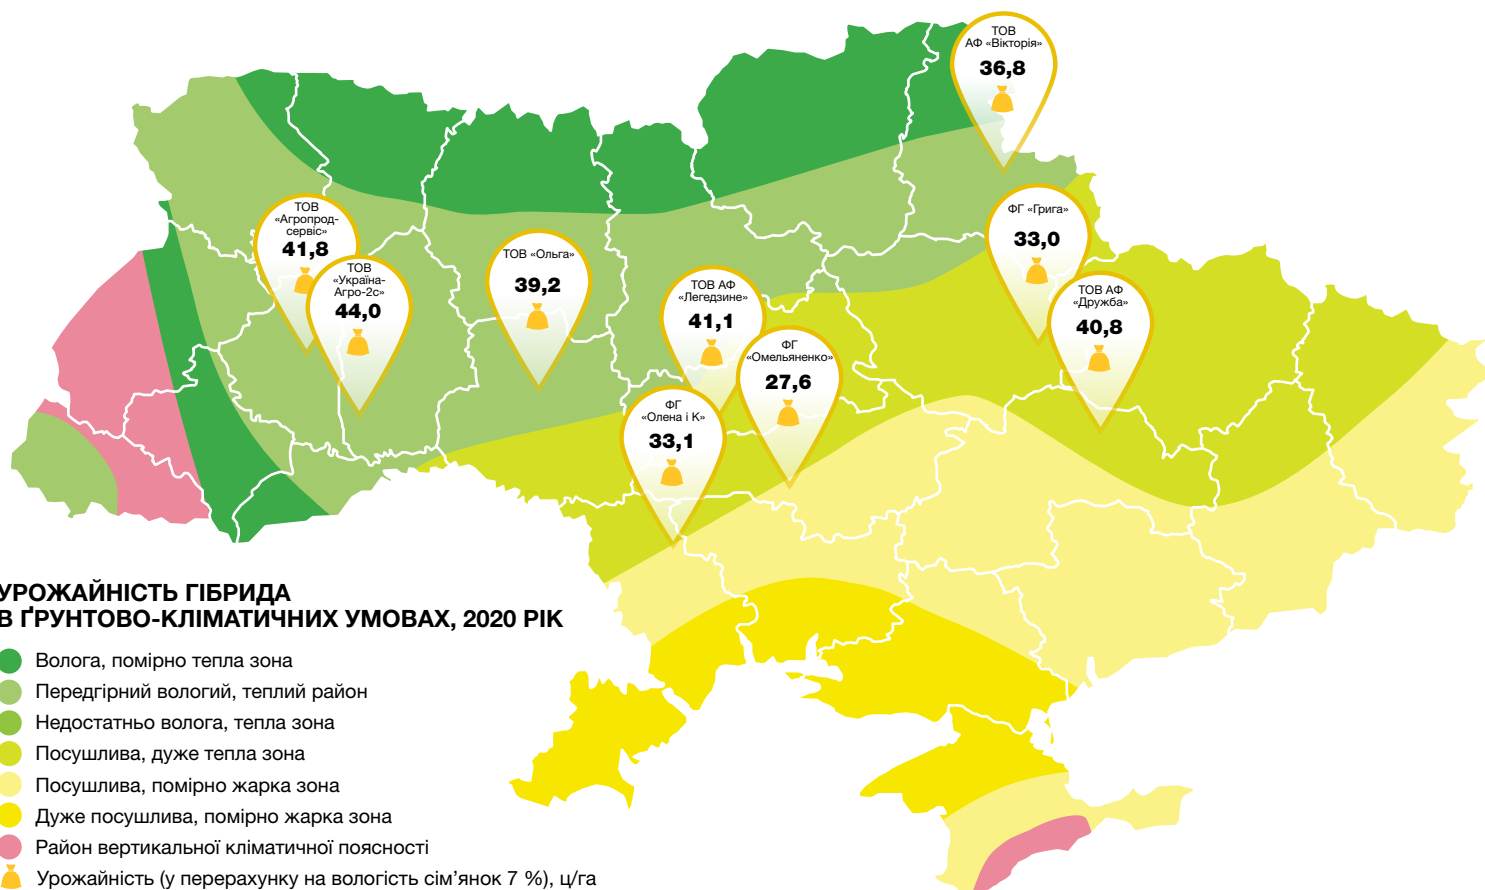 ТОВ
АФ «Вікторія»
36,8
ТОВ
«Агропрод-
сервіс»
41,8
ТОВ
«Україна-
Агро-2с»
44,0
ТОВ «Ольга»
39,2
ТОВ АФ
«Легедзине»
41,1
ФГ
«Омельяненко»
27,6
ФГ
«Олена і К»
33,1
ФГ «Грига»
33,0
ТОВ АФ
«Дружба»
40,8
УРОЖАЙНІСТЬ ГІБРИДА
В ҐРУНТОВО-КЛІМАТИЧНИХ УМОВАХ, 2020 РІК
Волога, помірно тепла зона
Передгірний вологий, теплий район
Недостатньо волога, тепла зона
Посушлива, дуже тепла зона
Посушлива, помірно жарка зона
Дуже посушлива, помірно жарка зона
Район вертикальної кліматичної поясності
Урожайність (у перерахунку на вологість сім’янок 7 %), ц/га